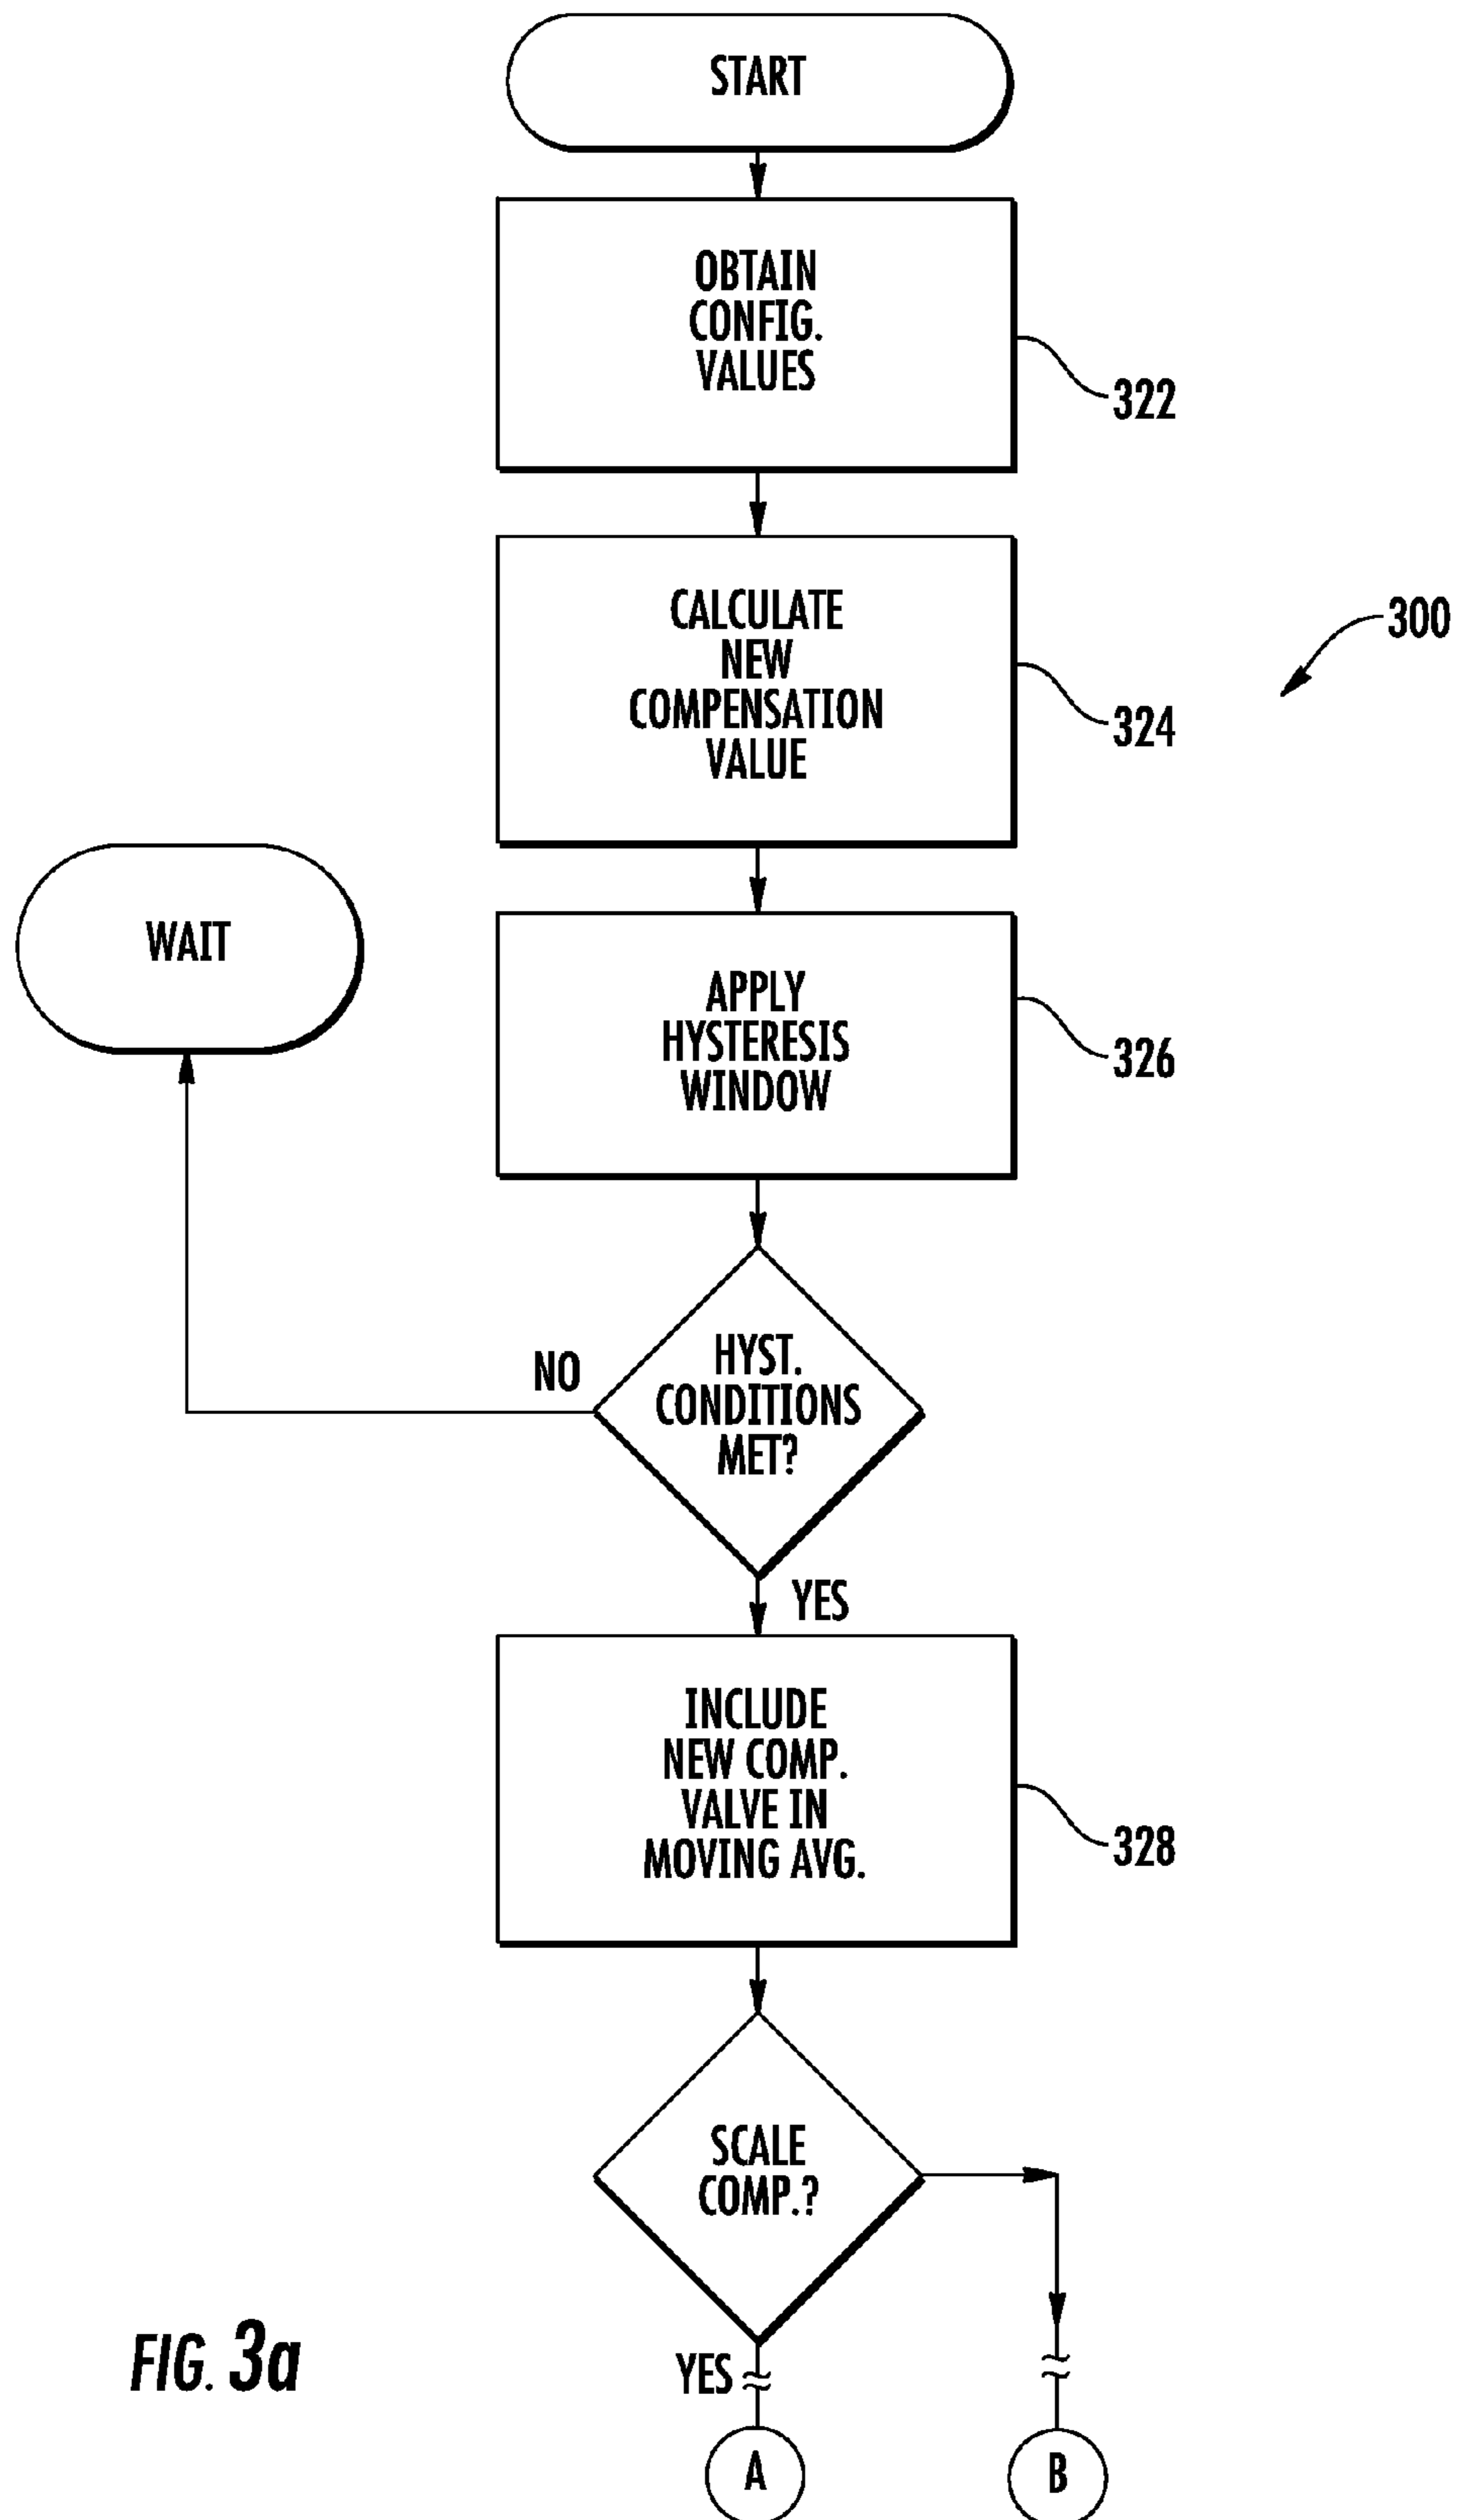 START
OBTAIN
CONFIG.
VALUES
322
CALCULATE
NEW
COMPENSATION
VALUE
324
300
WAIT
APPLY
HYSTERESIS
WINDOW
326
HYST.
CONDITIONS
MET?
NO
YES
INCLUDE
NEW COMP.
VALVE IN
MOVING AVG.
328
SCALE
COMP.?
YES
A
B
FIG. 3a